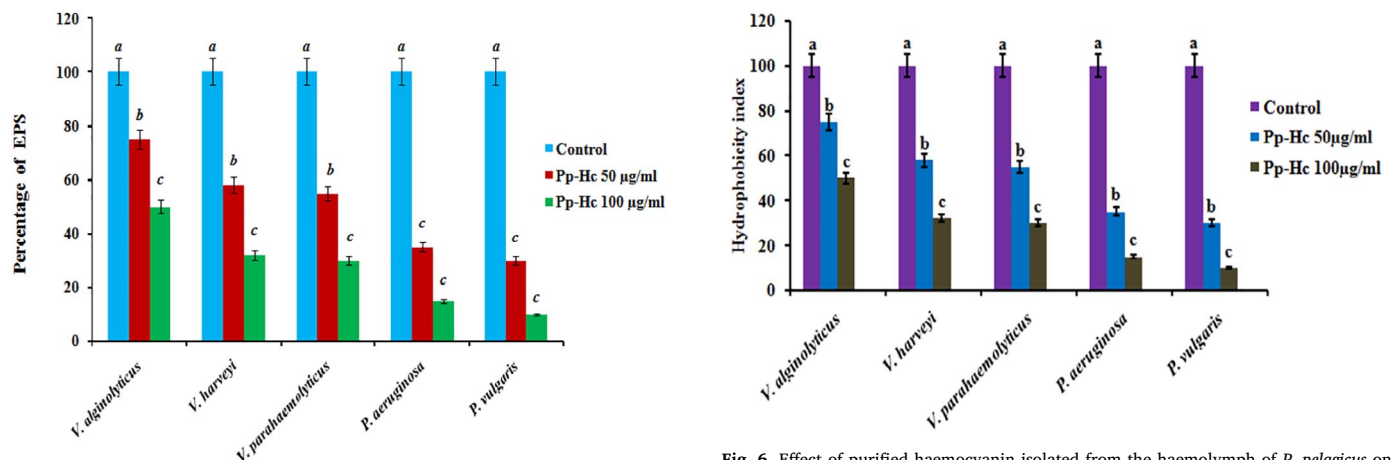 Percentage of EPS
120
100
80
60
40
20
0
a
b
c
a
b
c
a
b
c
a
c
c
a
c
c
V. alginolyticus
V. harveyi
V. parahaemolyticus
P. aeruginosa
P. vulgaris
Control
Pp-Hc 50 µg/ml
Pp-Hc 100 µg/ml
Hydrophobicity index
120
100
80
60
40
20
0
a
b
c
a
b
c
a
b
c
a
b
c
a
b
c
V. alginolyticus
V. harveyi
V. parahaemolyticus
P. aeruginosa
P. vulgaris
Control
Pp-Hc 50µg/ml
Pp-Hc 100µg/ml
Fig. 6. Effect of purified haemocyanin isolated from the haemolymph of P. pelagicus on